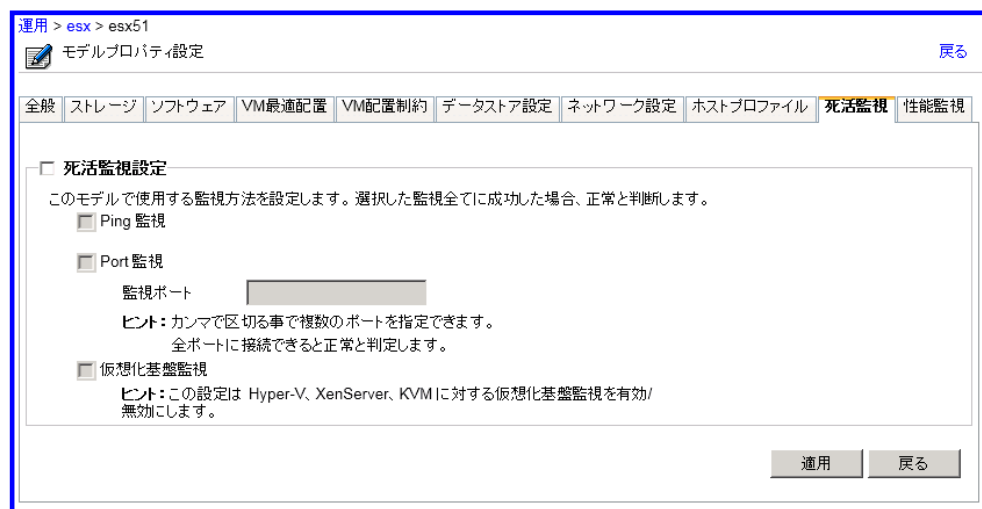 運用 > esx > esx51
モデルプロパティ設定
戻る
全般 ストレージ ソフトウェア VM最適配置 VM配置制約 データストア設定 ネットワーク設定 ホストプロファイル 死活監視 性能監視
死活監視設定
このモデルで使用する監視方法を設定します。選択した監視全てに成功した場合、正常と判断します。
Ping 監視
Port 監視
監視ポート
ヒント：カンマで区切る事で複数のポートを指定できます。
全ポートに接続できると正常と判定します。
仮想化基盤監視
ヒント：この設定は Hyper-V、XenServer、KVM に対する仮想化基盤監視を有効/
無効にします。
適用 戻る